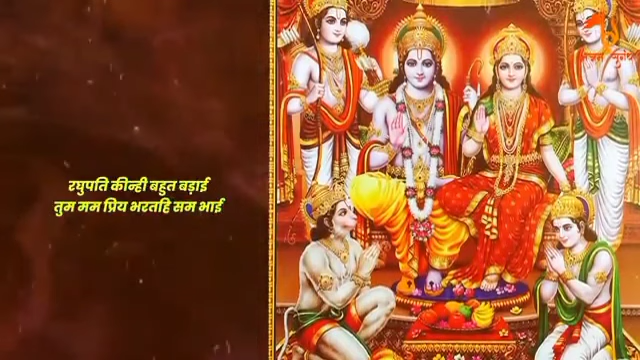 रघुपति कीन्ही बहुत बड़ाई
तुम मम प्रिय भरतहि सम भाई